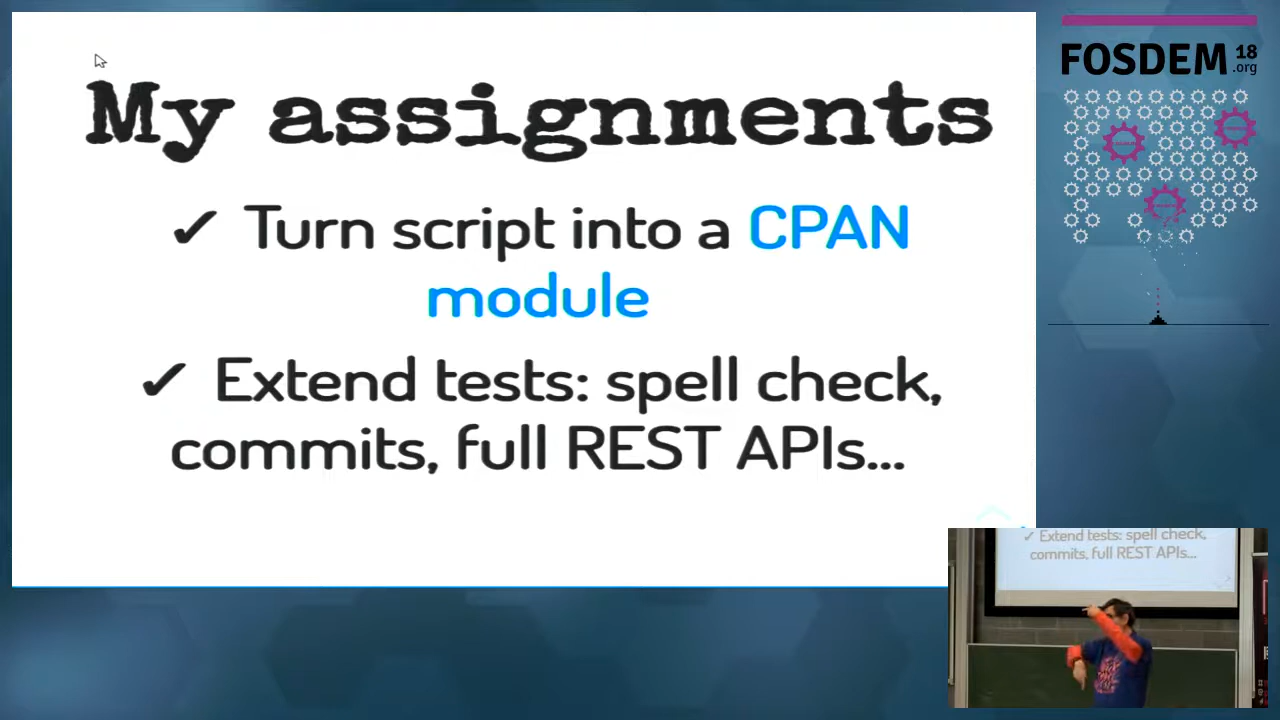 My assignments
✓ Turn script into a CPAN
module
✓ Extend tests: spell check,
commits, full REST APIs...
FOSDEM 18
.org
✓ Extend tests: spell check,
commits, full REST APIs...